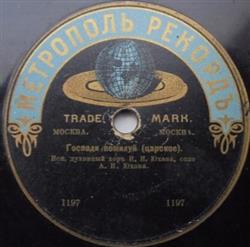 МЕТРОПОЛЬ РЕКОРДЪ
TRADE MARK.
МОСКВА. МОСКВА.
Господи помилуй (царское).
Исп. духовный хоръ И. И. Юхова, соло
А. И. Юхова.
1197 1197